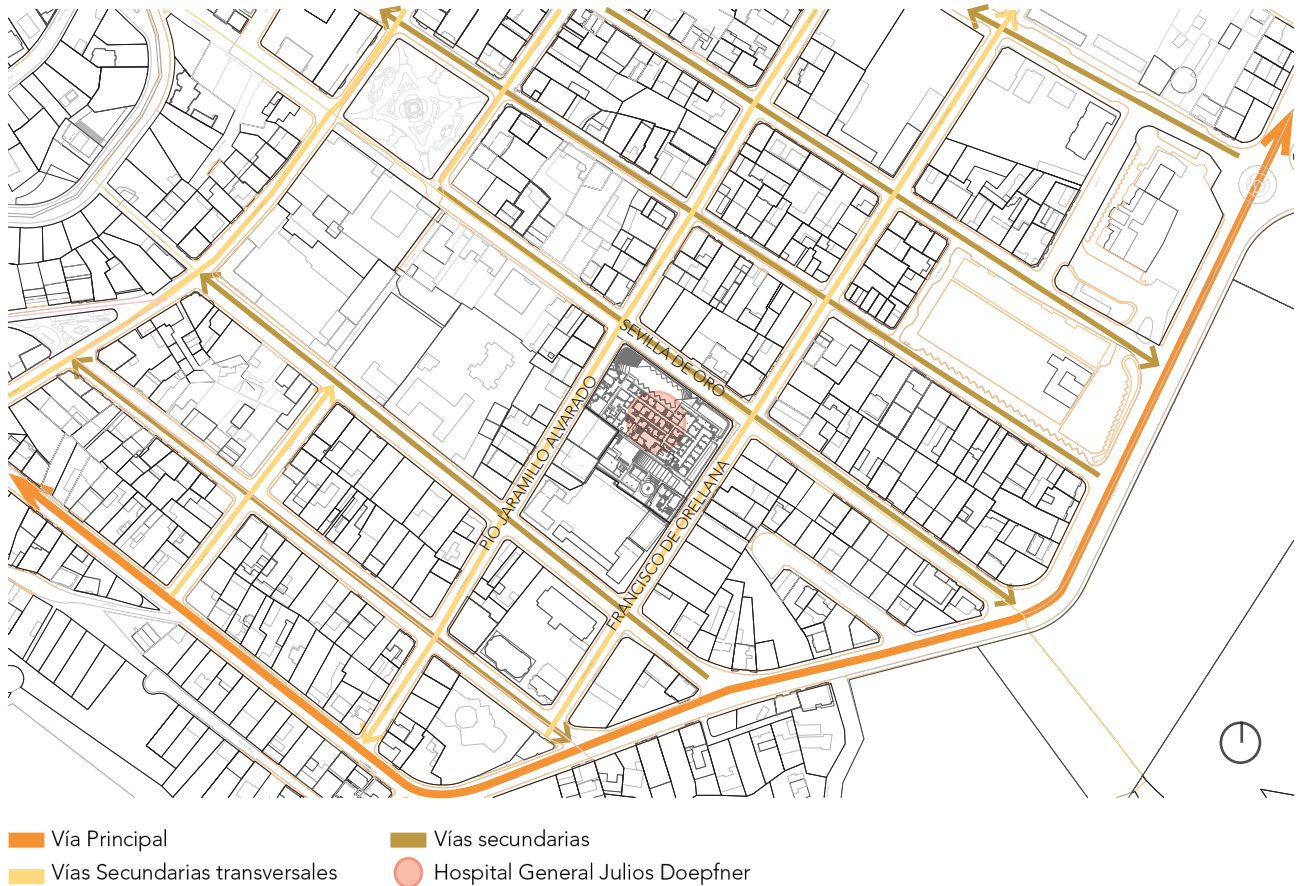 SEVILLA DE ORO
PIO JARAMILLO ALVARADO
FRANCISCO DE ORELLANA
Vía Principal
Vías secundarias
Vías Secundarias transversales
Hospital General Julios Doepfner